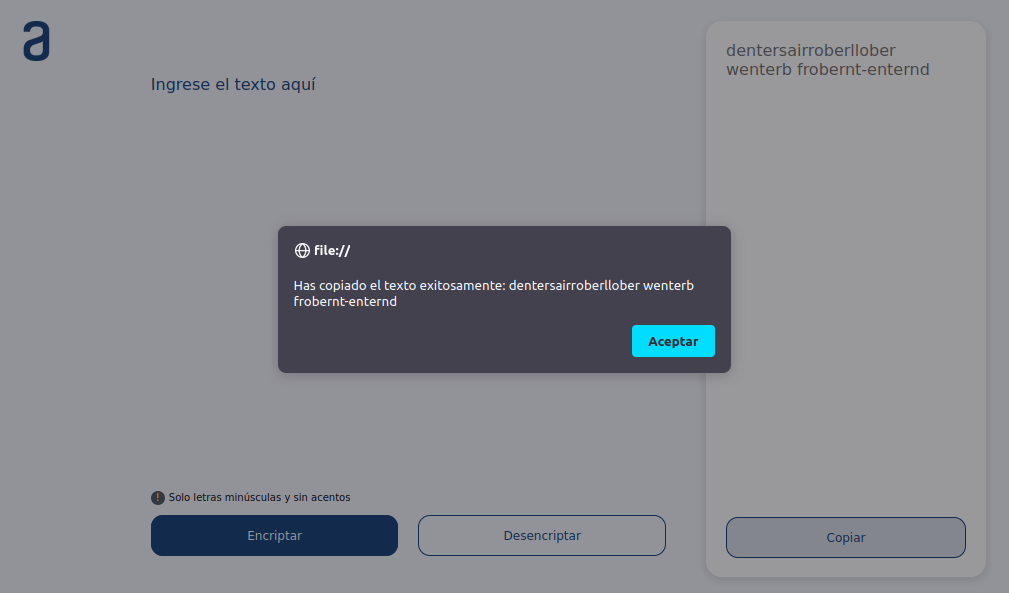 a
Ingrese el texto aquí
dentersairroberllober
wenterb frobernt-enternd
file://
Has copiado el texto exitosamente: dentersairroberllober wenterb
frobernt-enternd
Aceptar
! Solo letras minúsculas y sin acentos
Encriptar
Desencriptar
Copiar